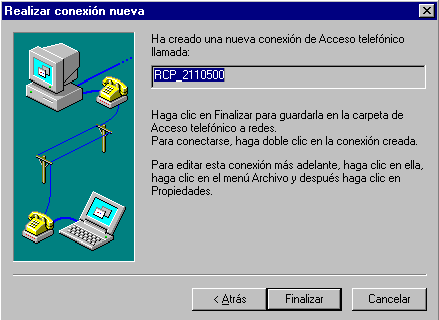 Realizar conexión nueva
Ha creado una nueva conexión de Acceso telefónico
llamada:
RCP_2110500
Haga clic en Finalizar para guardarla en la carpeta de
Acceso telefónico a redes.
Para conectarse, haga doble clic en la conexión creada.
Para editar esta conexión más adelante, haga clic en ella,
haga clic en el menú Archivo y después haga clic en
Propiedades.
< Atrás
Finalizar
Cancelar